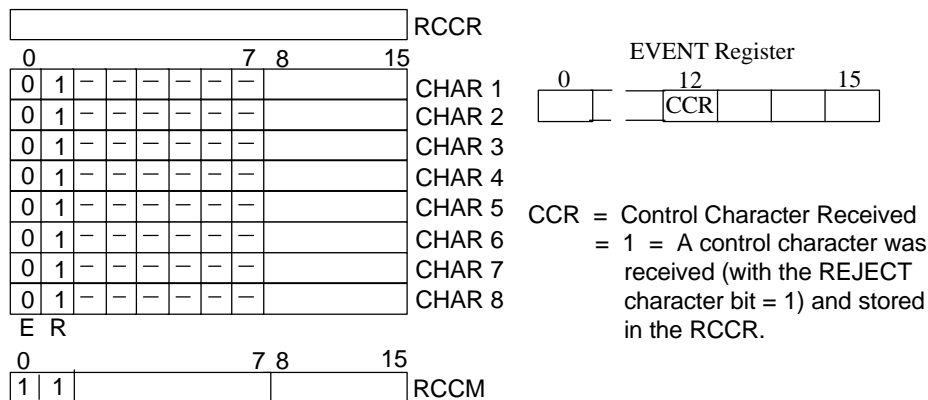 RCCR
0 7 8 15
0 1 – – – – – – CHAR 1
0 1 – – – – – – CHAR 2
0 1 – – – – – – CHAR 3
0 1 – – – – – – CHAR 4
0 1 – – – – – – CHAR 5
0 1 – – – – – – CHAR 6
0 1 – – – – – – CHAR 7
0 1 – – – – – – CHAR 8
E R
0 7 8 15
1 1 RCCM
EVENT Register
0 12 15
CCR
CCR = Control Character Received
= 1 = A control character was
received (with the REJECT
character bit = 1) and stored
in the RCCR.